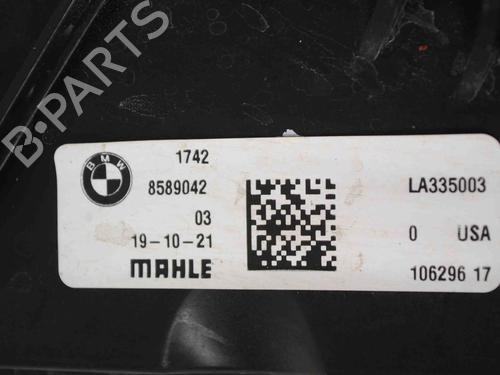 B-PARTS
BMW
1742
8589042
03
19-10-21
MAHLE
LA335003
0 USA
106296 17